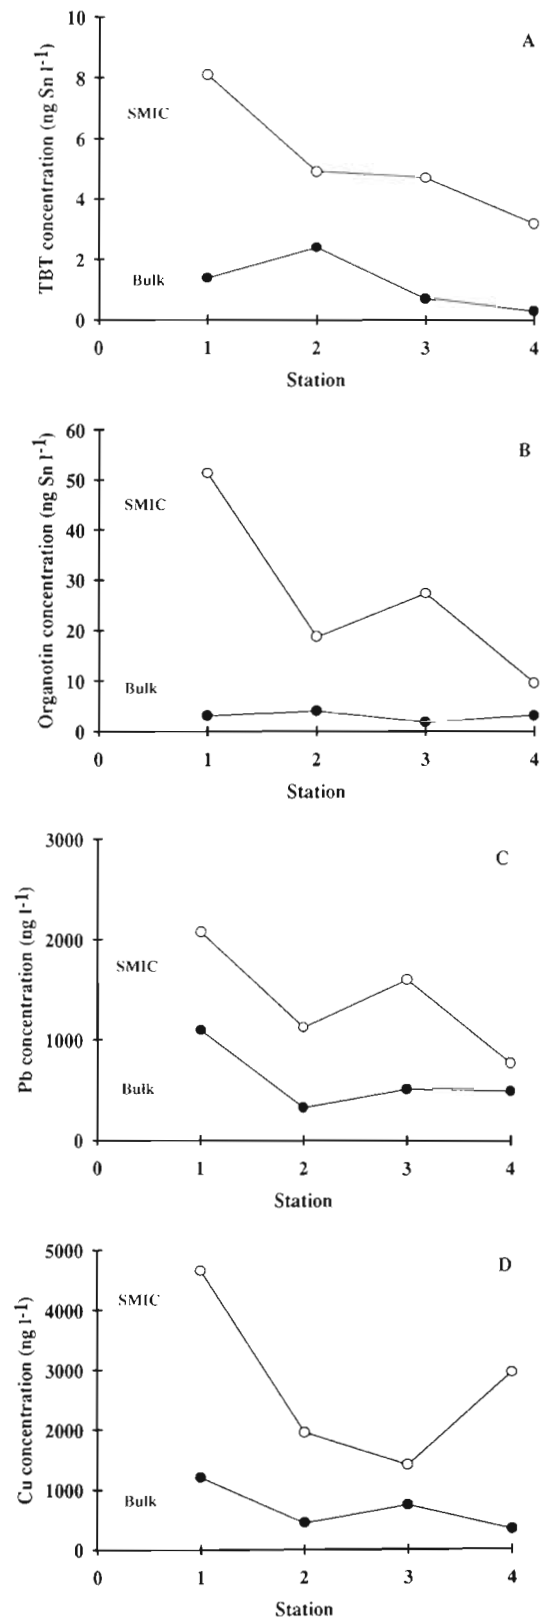 A
TBT concentration (ng Sn l-1)
10
8
6
4
2
0
SMIC
Bulk
0 1 2 3 4
Station
B
Organotin concentration (ng Sn l-1)
60
50
40
30
20
10
0
SMIC
Bulk
0 1 2 3 4
Station
C
Pb concentration (ng l-1)
3000
2000
1000
0
SMIC
Bulk
0 1 2 3 4
Station
D
Cu concentration (ng l-1)
5000
4000
3000
2000
1000
0
SMIC
Bulk
0 1 2 3 4
Station